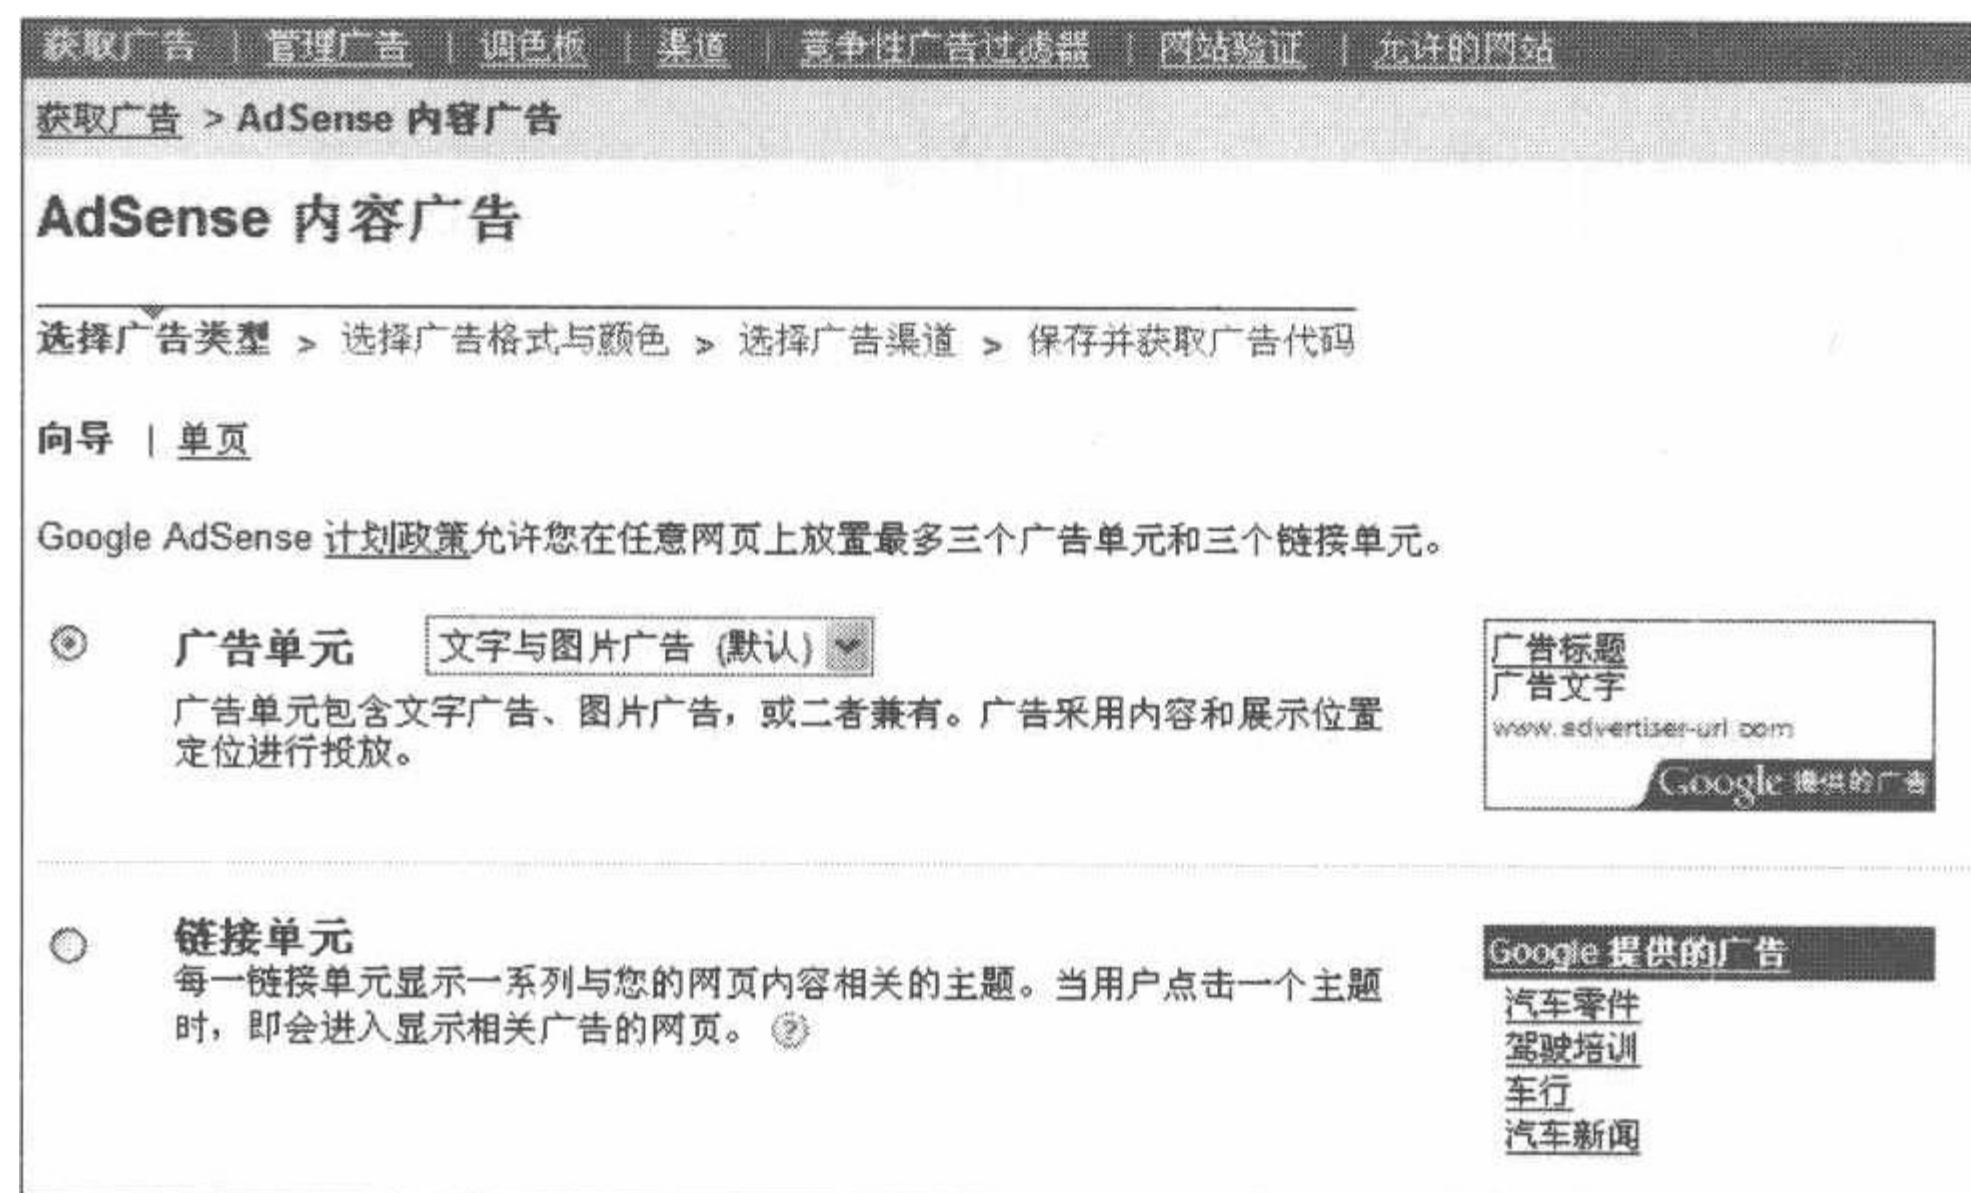 获取广告 | 管理广告 | 调色板 | 渠道 | 竞争性广告过滤器 | 网站验证 | 允许的网站
获取广告 > AdSense 内容广告
AdSense 内容广告
选择广告类型 > 选择广告格式与颜色 > 选择广告渠道 > 保存并获取广告代码
向导 | 单页
Google AdSense 计划政策允许您在任意网页上放置最多三个广告单元和三个链接单元。
广告单元 文字与图片广告 (默认)
广告单元包含文字广告、图片广告，或二者兼有。广告采用内容和展示位置
定位进行投放。
广告标题
广告文字
www.advertiser-url.com
Google 提供的广告
链接单元
每一链接单元显示一系列与您的网页内容相关的主题。当用户点击一个主题
时，即会进入显示相关广告的网页。 ?
Google 提供的广告
汽车零件
驾驶培训
车行
汽车新闻